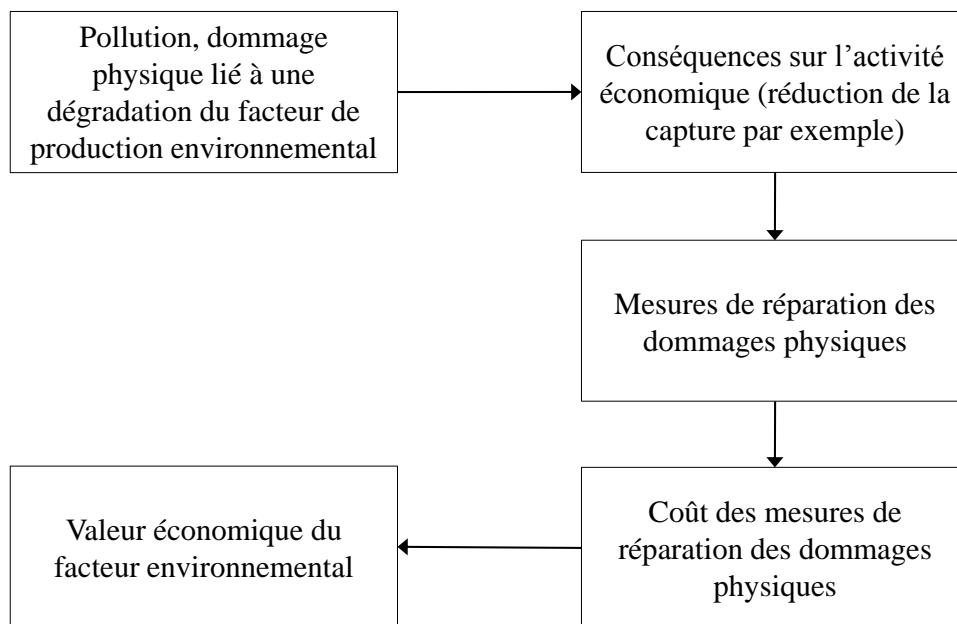 Pollution, dommage
physique lié à une
dégradation du facteur de
production environnemental
Conséquences sur l’activité
économique (réduction de la
capture par exemple)
Mesures de réparation des
dommages physiques
Coût des mesures de
réparation des dommages
physiques
Valeur économique du
facteur environnemental